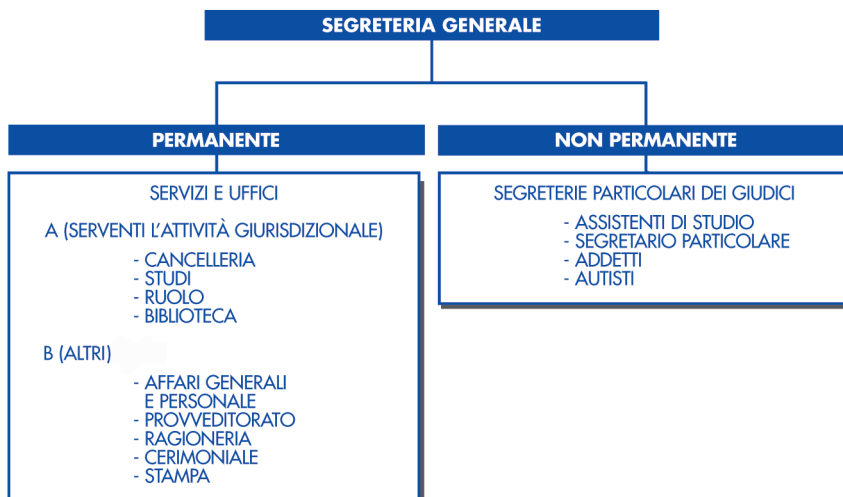 SEGRETERIA GENERALE
PERMANENTE
SERVIZI E UFFICI
A (SERVENTI L'ATTIVITÀ GIURISDIZIONALE)
- CANCELLERIA
- STUDI
- RUOLO
- BIBLIOTECA
B (ALTRI)
- AFFARI GENERALI
E PERSONALE
- PROVVEDITORATO
- RAGIONERIA
- CERIMONIALE
- STAMPA
NON PERMANENTE
SEGRETERIE PARTICOLARI DEI GIUDICI
- ASSISTENTI DI STUDIO
- SEGRETARIO PARTICOLARE
- ADDETTI
- AUTISTI